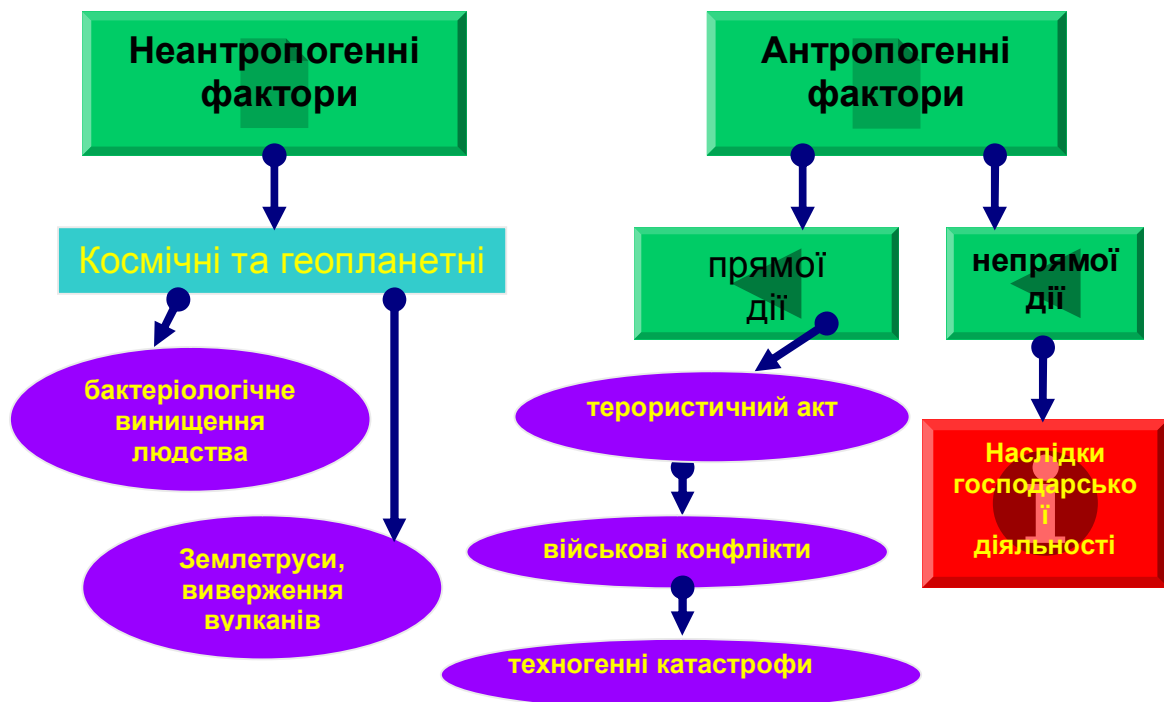 Неантропогенні
фактори
Антропогенні
фактори
Космічні та геопланетні
прямої
дії
непрямої
дії
бактеріологічне
винищення
людства
терористичний акт
Наслідки
господарсько
ї
діяльності
військові конфлікти
Землетруси,
виверження
вулканів
техногенні катастрофи